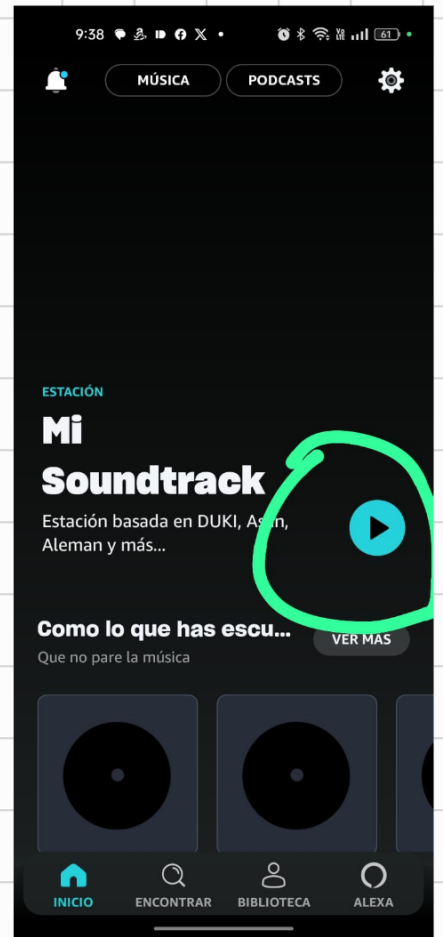 9:38
61
MÚSICA
PODCASTS
ESTACIÓN
Mi
Soundtrack
Estación basada en DUKI, Asan,
Aleman y más...
Como lo que has escu...
VER MÁS
Que no pare la música
INICIO
ENCONTRAR
BIBLIOTECA
ALEXA